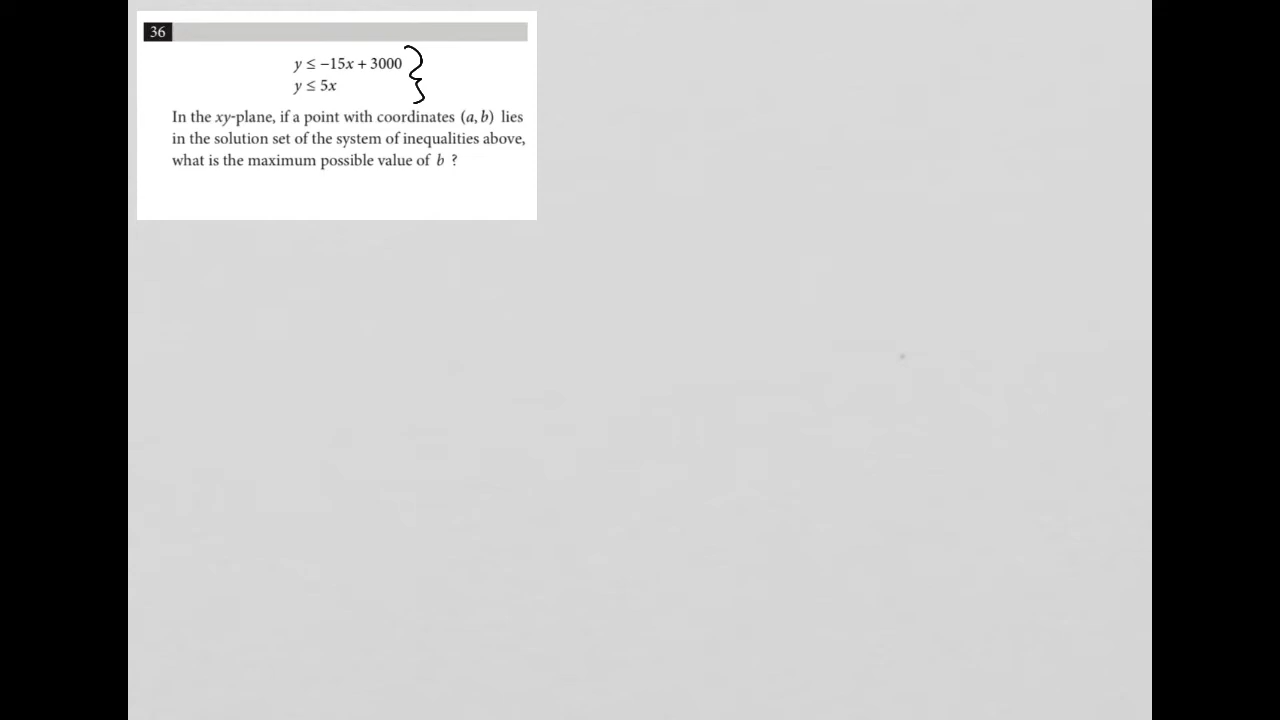 36
y ≤ −15x + 3000
y ≤ 5x
In the xy-plane, if a point with coordinates (a, b) lies
in the solution set of the system of inequalities above,
what is the maximum possible value of b ?